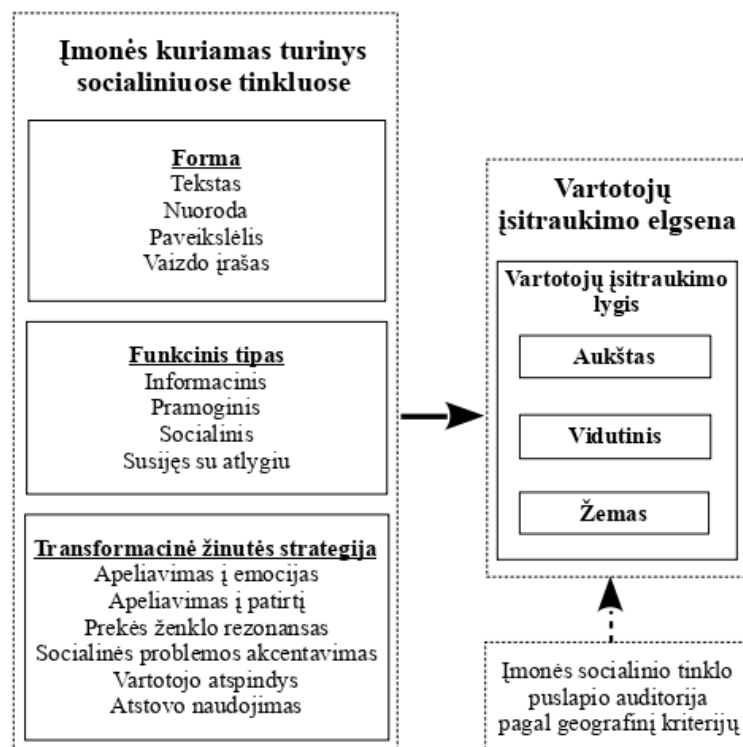 Įmonės kuriamas turinys
socialiniuose tinkluose
Forma
Tekstas
Nuoroda
Paveikslėlis
Vaizdo įrašas
Funkcinis tipas
Informacinis
Pramoginis
Socialinis
Susijęs su atlygiu
Transformacinė žinutės strategija
Apeliavimas į emocijas
Apeliavimas į patirtį
Prekės ženklo rezonansas
Socialinės problemos akcentavimas
Vartotojo atspindys
Atstovo naudojimas
Vartotojų
įsitraukimo elgsena
Vartotojų įsitraukimo
lygis
Aukštas
Vidutinis
Žemas
Įmonės socialinio tinklo
puslapio auditorija
pagal geografinį kriterijų